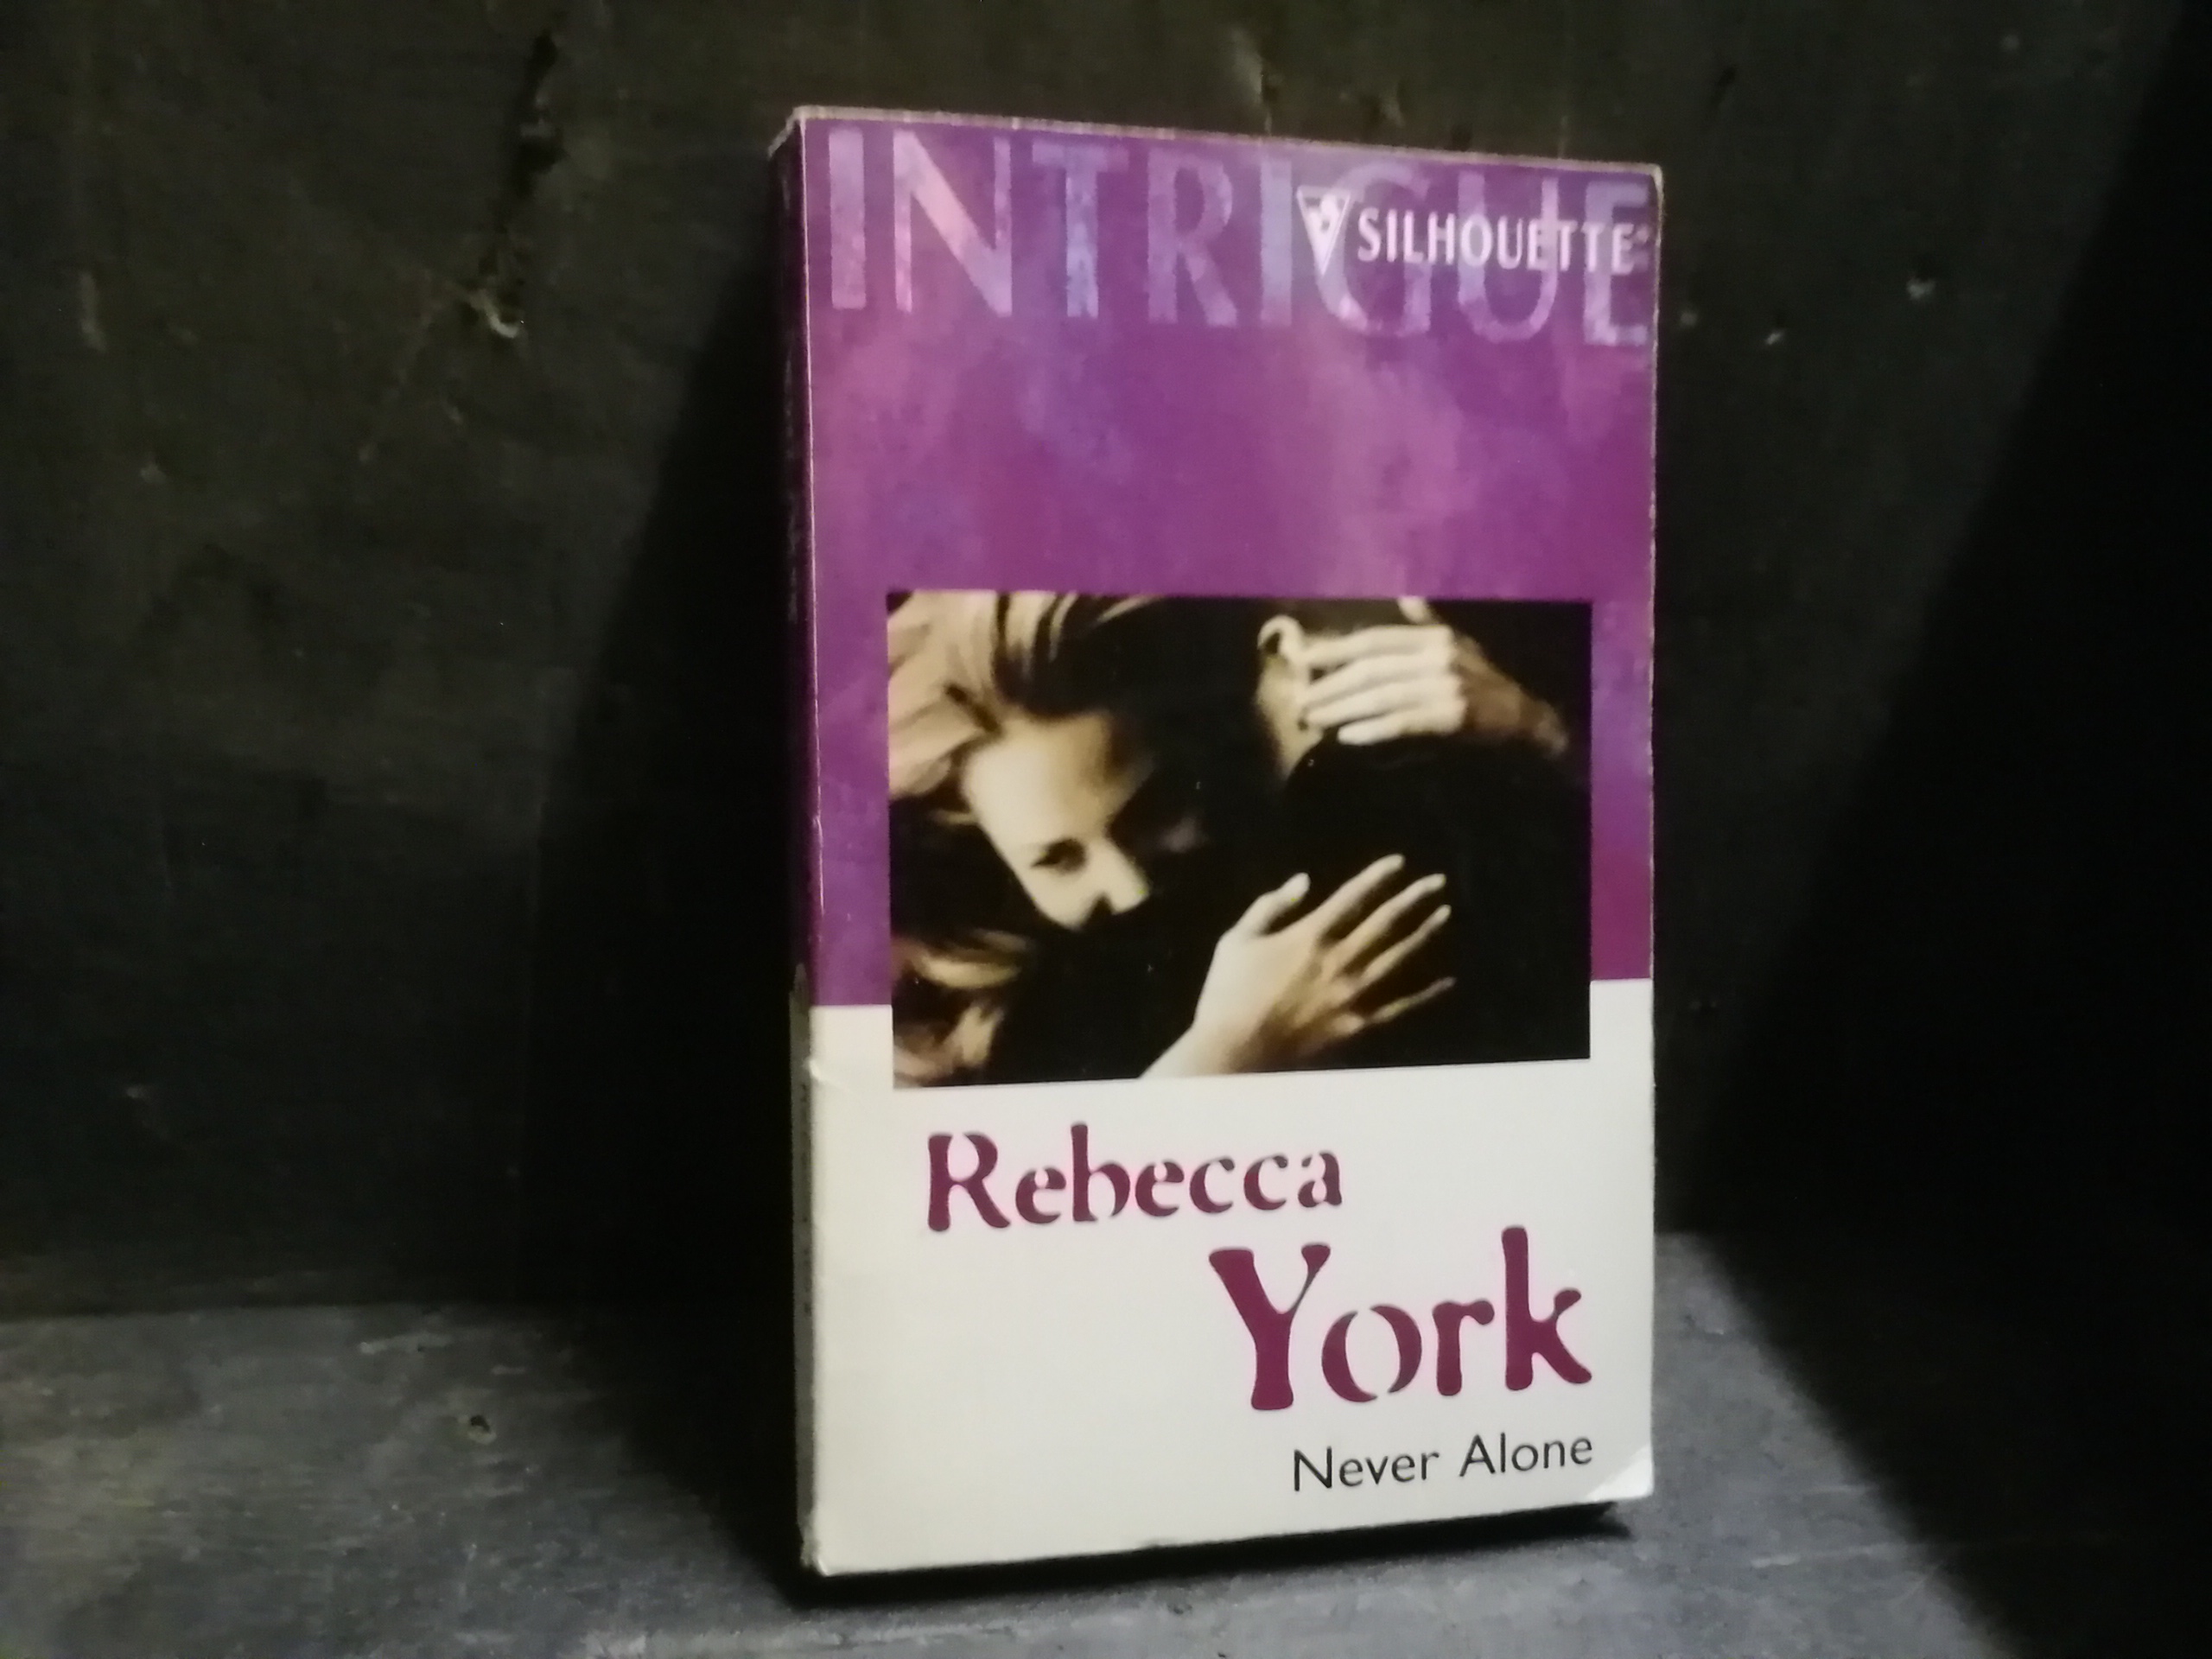 INTRIGUE
SILHOUETTE
Rebecca
York
Never Alone